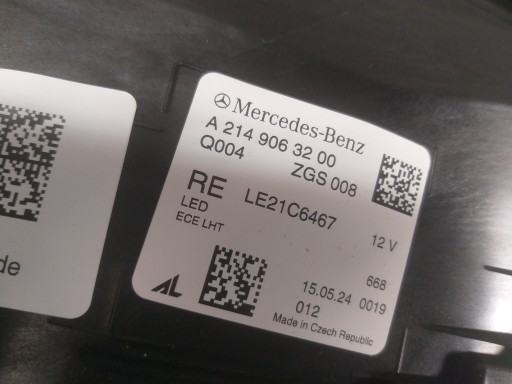 Mercedes-Benz
A 214 906 32 00
Q004 ZGS 008
RE LE21C6467
LED 12 V
ECE LHT
668
15.05.24 0019
AL 012
Made in Czech Republic
de